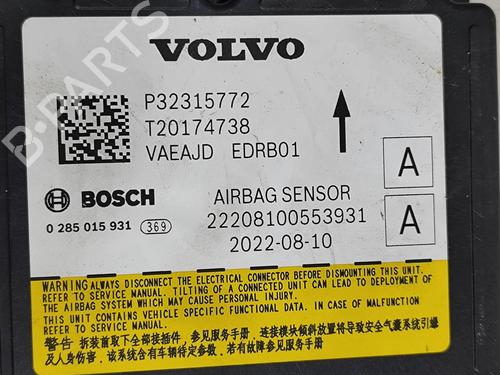 VOLVO
P32315772
T20174738
VAEAJD EDRB01
A
BOSCH
AIRBAG SENSOR
A
0 285 015 931 369
22208100553931
2022-08-10
WARNING ALWAYS DISCONNECT THE ELECTRICAL CONNECTOR BEFORE DISMOUNTING THIS UNIT.
REFER TO SERVICE MANUAL. TILTING OF A CONNECTED UNIT CAN LEAD TO DEPLOYMENT OF
THE AIRBAG SYSTEM WHICH MAY CAUSE PERSONAL INJURY.
THIS UNIT CONTAINS VEHICLE SPECIFIC FUNCTIONALITY. IN CASE OF MALFUNCTION
REFER TO SERVICE MANUAL.
警告 拆装前首取下全部接插件，参见服务手册。连接模块倾斜放置将导致安全气囊系统引爆
及人身伤害。该系统含有车辆特定参数。若有故障参见服务手册
B-PARTS